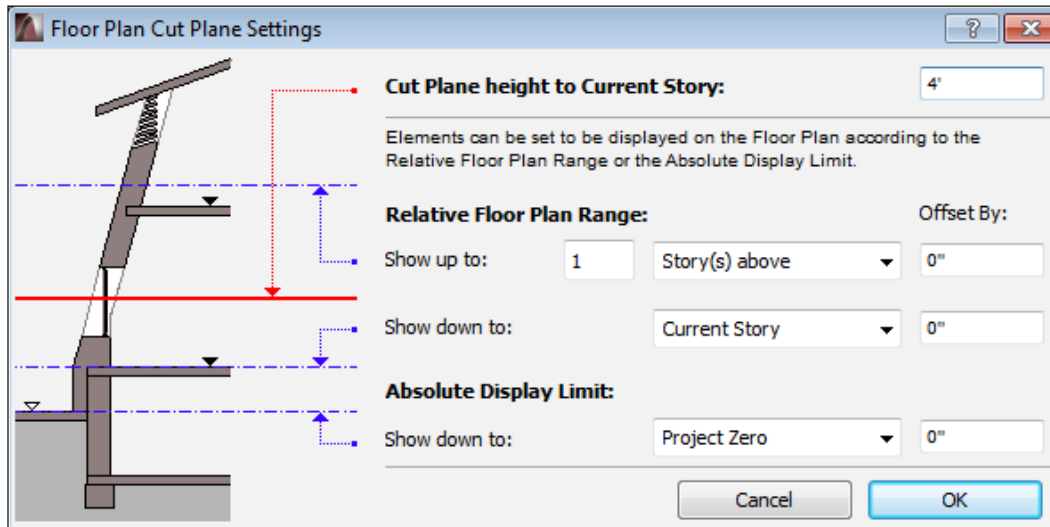 Floor Plan Cut Plane Settings
?
Cut Plane height to Current Story: 4'
Elements can be set to be displayed on the Floor Plan according to the
Relative Floor Plan Range or the Absolute Display Limit.
Relative Floor Plan Range: Offset By:
Show up to: 1 Story(s) above 0"
Show down to: Current Story 0"
Absolute Display Limit:
Show down to: Project Zero 0"
Cancel OK